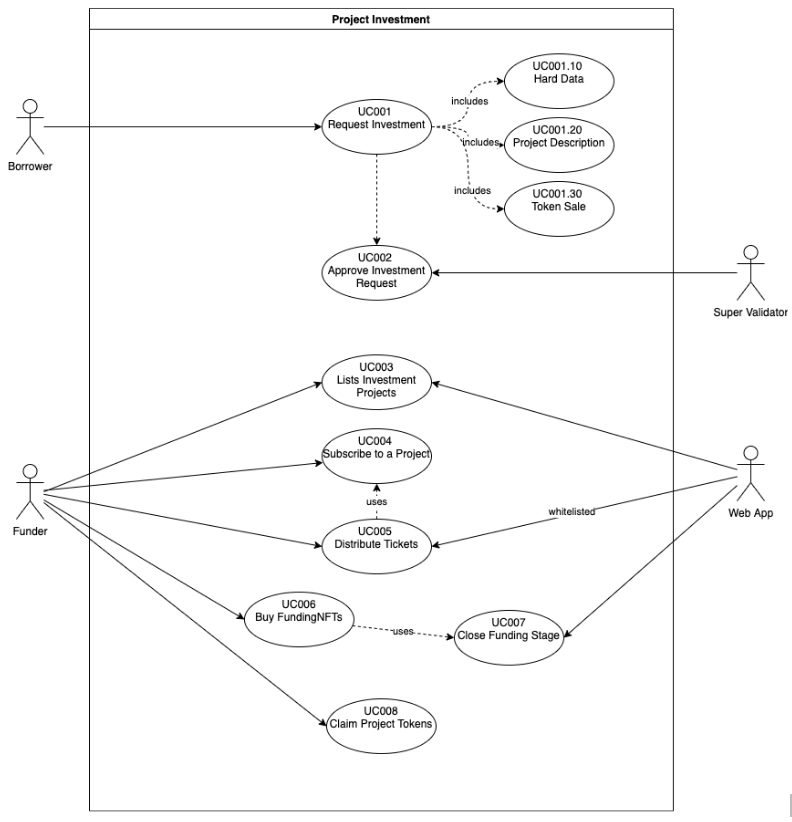 Project Investment
UC001.10
Hard Data
includes
UC001
Request Investment
UC001.20
Project Description
includes
Borrower
UC001.30
Token Sale
includes
UC002
Approve Investment
Request
Super Validator
UC003
Lists Investment
Projects
UC004
Subscribe to a Project
uses
Funder
Web App
whitelisted
UC005
Distribute Tickets
UC006
Buy FundingNFTs
uses
UC007
Close Funding Stage
UC008
Claim Project Tokens